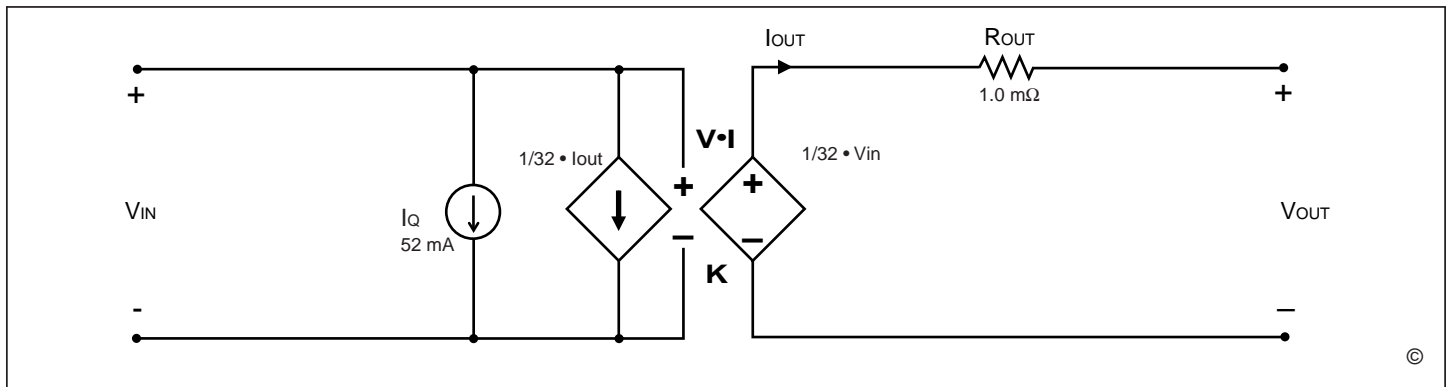 IOUT
ROUT
1.0 mΩ
+
+
V•I
1/32 • Iout
1/32 • Vin
+
+
VIN
IQ
52 mA
VOUT
–
–
K
-
–
©